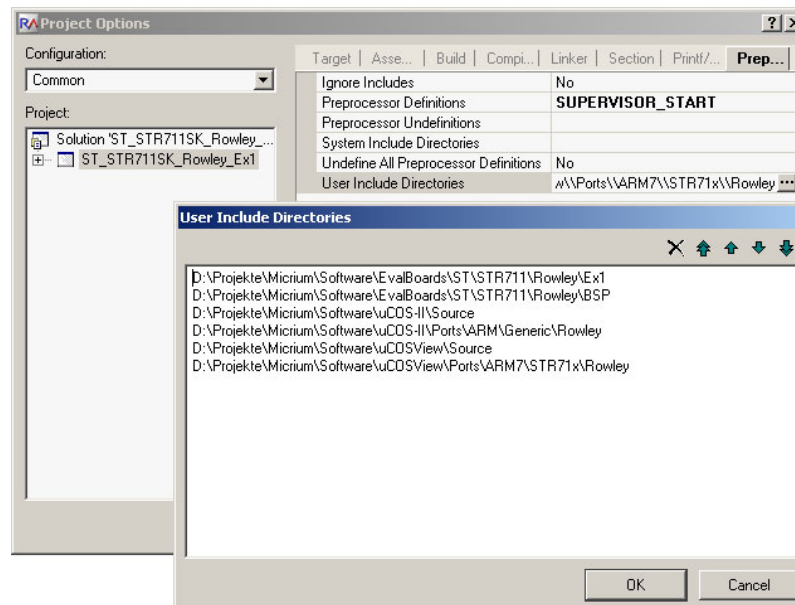 RA Project Options
Configuration:
Common
Project:
Solution 'ST_STR711SK_Rowley_...
ST_STR711SK_Rowley_Ex1
Target | Asse... | Build | Compi... | Linker | Section | Printf/... Prep...
Ignore Includes No
Preprocessor Definitions SUPERVISOR_START
Preprocessor Undefinitions
System Include Directories
Undefine All Preprocessor Definitions No
User Include Directories w\\Ports\\ARM7\\STR71x\\Rowley ...
User Include Directories
D:\Projekte\Micrium\Software\EvalBoards\ST\STR711\Rowley\Ex1
D:\Projekte\Micrium\Software\EvalBoards\ST\STR711\Rowley\BSP
D:\Projekte\Micrium\Software\uCOS-II\Source
D:\Projekte\Micrium\Software\uCOS-II\Ports\ARM\Generic\Rowley
D:\Projekte\Micrium\Software\uCOSView\Source
D:\Projekte\Micrium\Software\uCOSView\Ports\ARM7\STR71x\Rowley
OK Cancel